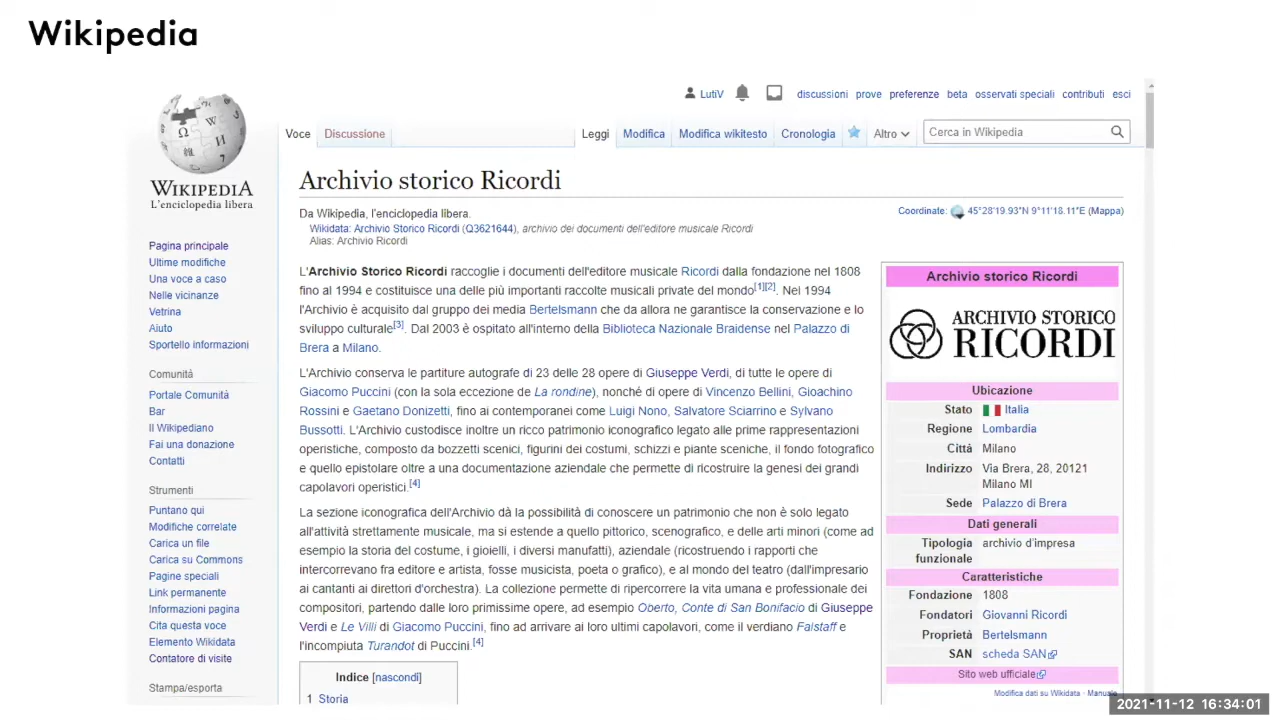 Wikipedia
LutiV discussioni prove preferenze beta osservati speciali contributi esci
Voce Discussione Leggi Modifica Modifica wikitesto Cronologia Altro Cerca in Wikipedia
WIKIPEDIA
L'enciclopedia libera
Pagina principale
Ultime modifiche
Una voce a caso
Nelle vicinanze
Vetrina
Aiuto
Sportello informazioni
Comunità
Portale Comunità
Bar
Il Wikipediano
Fai una donazione
Contatti
Strumenti
Puntano qui
Modifiche correlate
Carica un file
Carica su Commons
Pagine speciali
Link permanente
Informazioni pagina
Cita questa voce
Elemento Wikidata
Contatore di visite
Stampa/esporta
Archivio storico Ricordi
Da Wikipedia, l'enciclopedia libera.
Coordinate: 45°28′19.93″N 9°11′18.11″E (Mappa)
Wikidata: Archivio Storico Ricordi (Q3621644), archivio dei documenti dell'editore musicale Ricordi
Alias: Archivio Ricordi
L'Archivio Storico Ricordi raccoglie i documenti dell'editore musicale Ricordi dalla fondazione nel 1808
fino al 1994 e costituisce una delle più importanti raccolte musicali private del mondo[1][2]. Nel 1994
l'Archivio è acquisito dal gruppo dei media Bertelsmann che da allora ne garantisce la conservazione e lo
sviluppo culturale[3]. Dal 2003 è ospitato all'interno della Biblioteca Nazionale Braidense nel Palazzo di
Brera a Milano.
L'Archivio conserva le partiture autografe di 23 delle 28 opere di Giuseppe Verdi, di tutte le opere di
Giacomo Puccini (con la sola eccezione de La rondine), nonché di opere di Vincenzo Bellini, Gioachino
Rossini e Gaetano Donizetti, fino ai contemporanei come Luigi Nono, Salvatore Sciarrino e Sylvano
Bussotti. L'Archivio custodisce inoltre un ricco patrimonio iconografico legato alle prime rappresentazioni
operistiche, composto da bozzetti scenici, figurini dei costumi, schizzi e piante sceniche, il fondo fotografico
e quello epistolare oltre a una documentazione aziendale che permette di ricostruire la genesi dei grandi
capolavori operistici.[4]
La sezione iconografica dell'Archivio dà la possibilità di conoscere un patrimonio che non è solo legato
all'attività strettamente musicale, ma si estende a quello pittorico, scenografico, e delle arti minori (come ad
esempio la storia del costume, i gioielli, i diversi manufatti), aziendale (ricostruendo i rapporti che
intercorrevano fra editore e artista, fosse musicista, poeta o grafico), e al mondo del teatro (dall'impresario
ai cantanti ai direttori d'orchestra). La collezione permette di ripercorrere la vita umana e professionale dei
compositori, partendo dalle loro primissime opere, ad esempio Oberto, Conte di San Bonifacio di Giuseppe
Verdi e Le Villi di Giacomo Puccini, fino ad arrivare ai loro ultimi capolavori, come il verdiano Falstaff e
l'incompiuta Turandot di Puccini.[4]
Indice [nascondi]
1 Storia
Archivio storico Ricordi
ARCHIVIO STORICO
RICORDI
Ubicazione
Stato Italia
Regione Lombardia
Città Milano
Indirizzo Via Brera, 28, 20121
Milano MI
Sede Palazzo di Brera
Dati generali
Tipologia archivio d'impresa
funzionale
Caratteristiche
Fondazione 1808
Fondatori Giovanni Ricordi
Proprietà Bertelsmann
SAN scheda SAN
Sito web ufficiale
Modifica dati su Wikidata · Manuale
2021-11-12 16:34:01